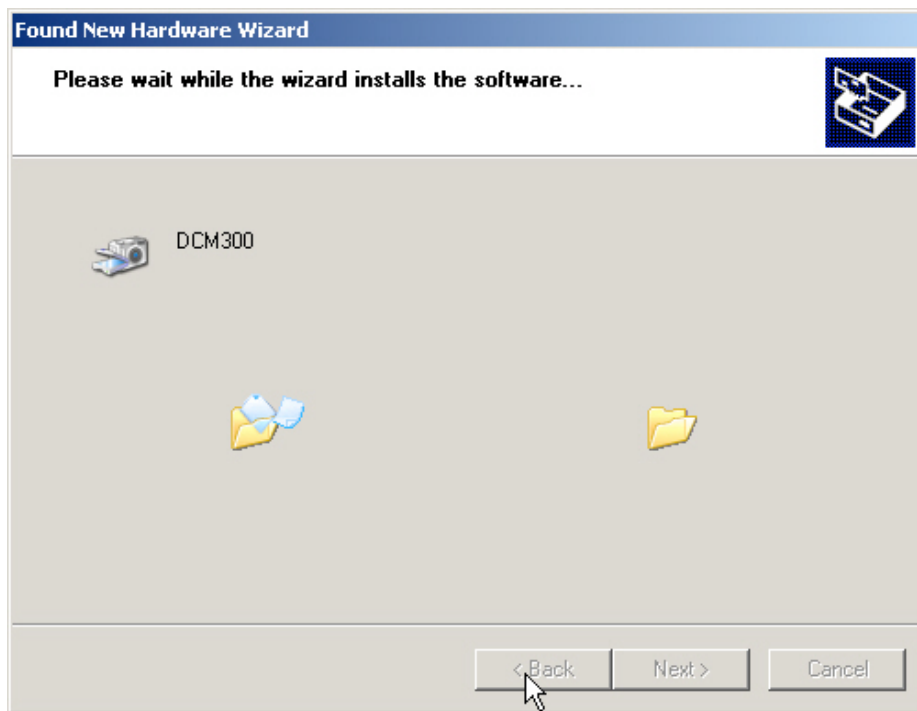 Found New Hardware Wizard
Please wait while the wizard installs the software...
DCM300
< Back
Next >
Cancel